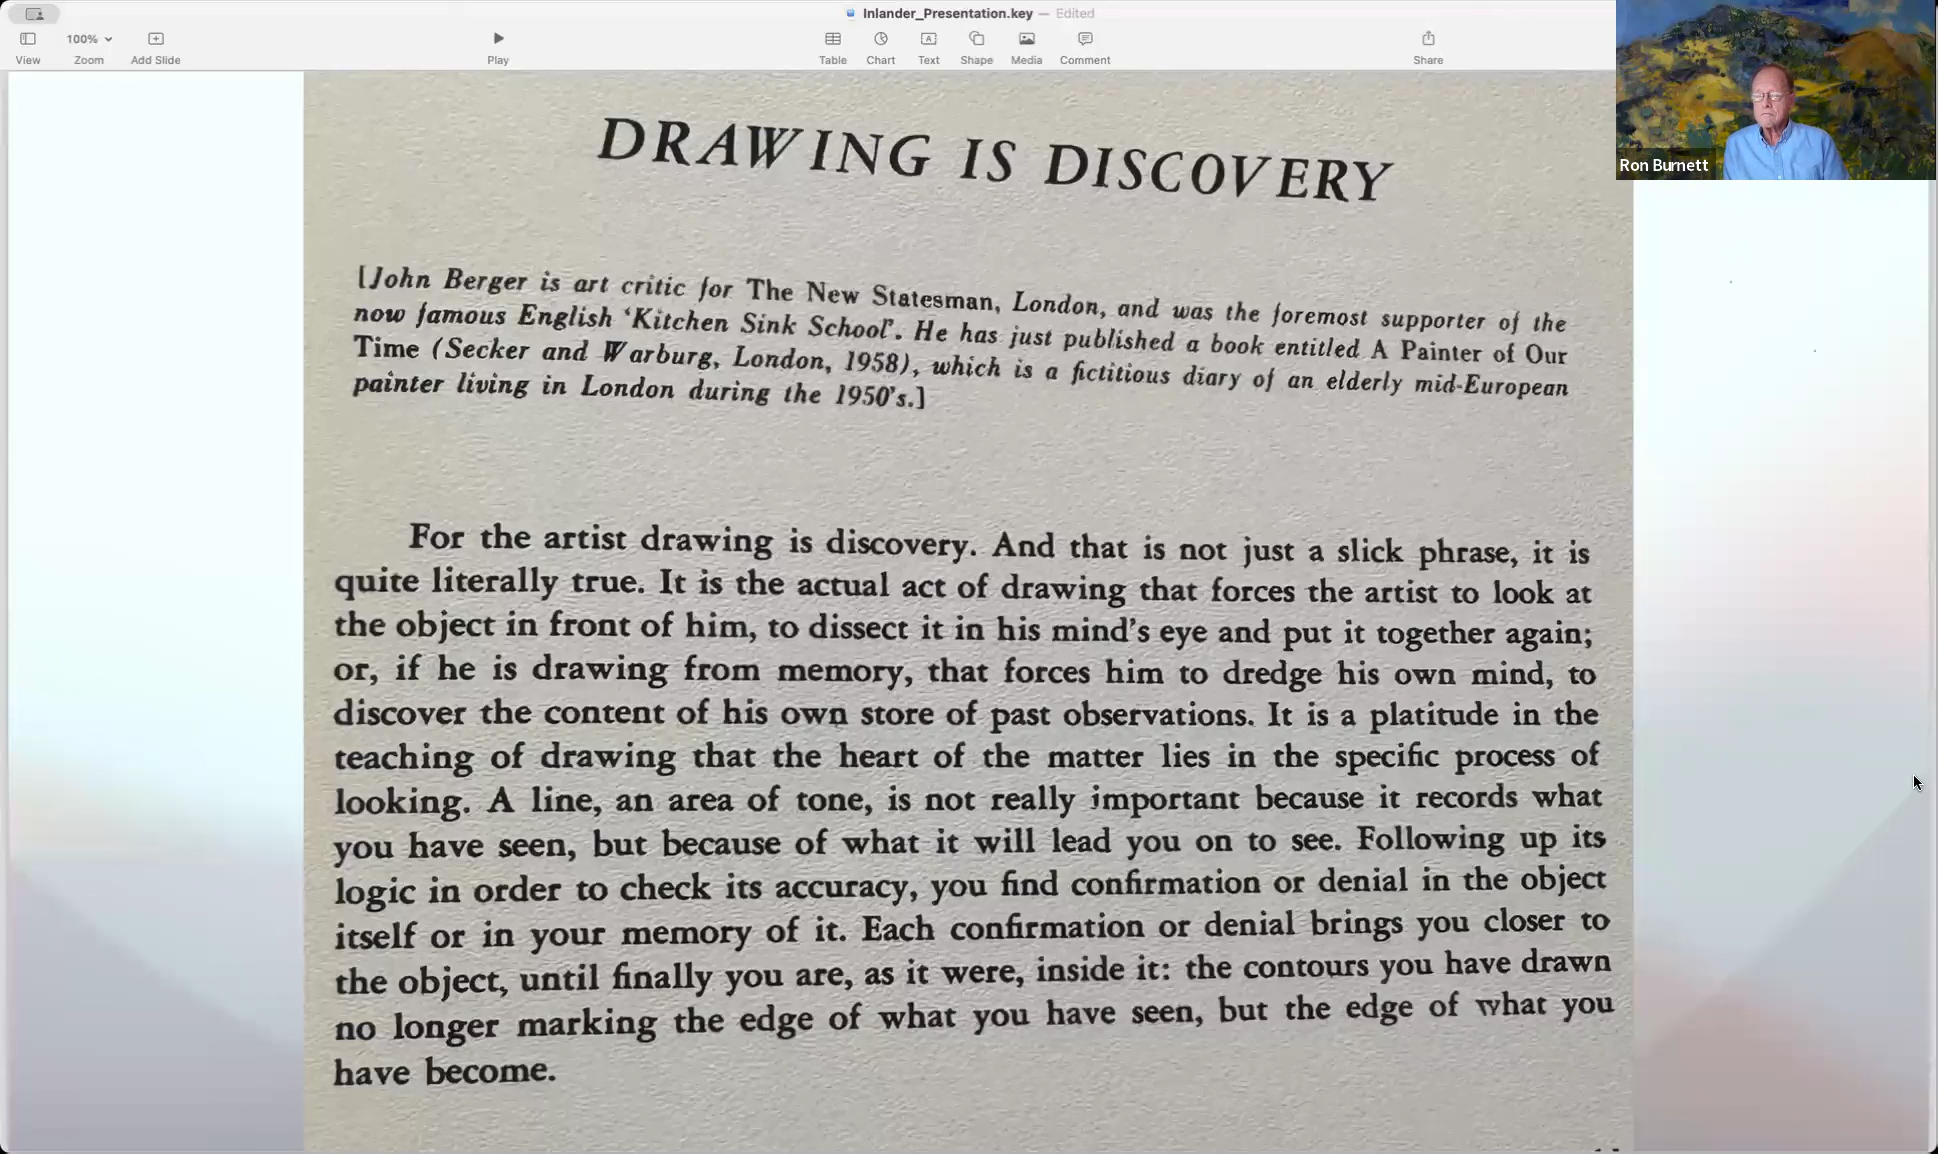 Inlander_Presentation.key — Edited
100%
View Zoom Add Slide Play Table Chart Text Shape Media Comment Share
Ron Burnett
DRAWING IS DISCOVERY
[John Berger is art critic for The New Statesman, London, and was the foremost supporter of the
now famous English ‘Kitchen Sink School’. He has just published a book entitled A Painter of Our
Time (Secker and Warburg, London, 1958), which is a fictitious diary of an elderly mid-European
painter living in London during the 1950’s.]
For the artist drawing is discovery. And that is not just a slick phrase, it is
quite literally true. It is the actual act of drawing that forces the artist to look at
the object in front of him, to dissect it in his mind’s eye and put it together again;
or, if he is drawing from memory, that forces him to dredge his own mind, to
discover the content of his own store of past observations. It is a platitude in the
teaching of drawing that the heart of the matter lies in the specific process of
looking. A line, an area of tone, is not really important because it records what
you have seen, but because of what it will lead you on to see. Following up its
logic in order to check its accuracy, you find confirmation or denial in the object
itself or in your memory of it. Each confirmation or denial brings you closer to
the object, until finally you are, as it were, inside it: the contours you have drawn
no longer marking the edge of what you have seen, but the edge of what you
have become.